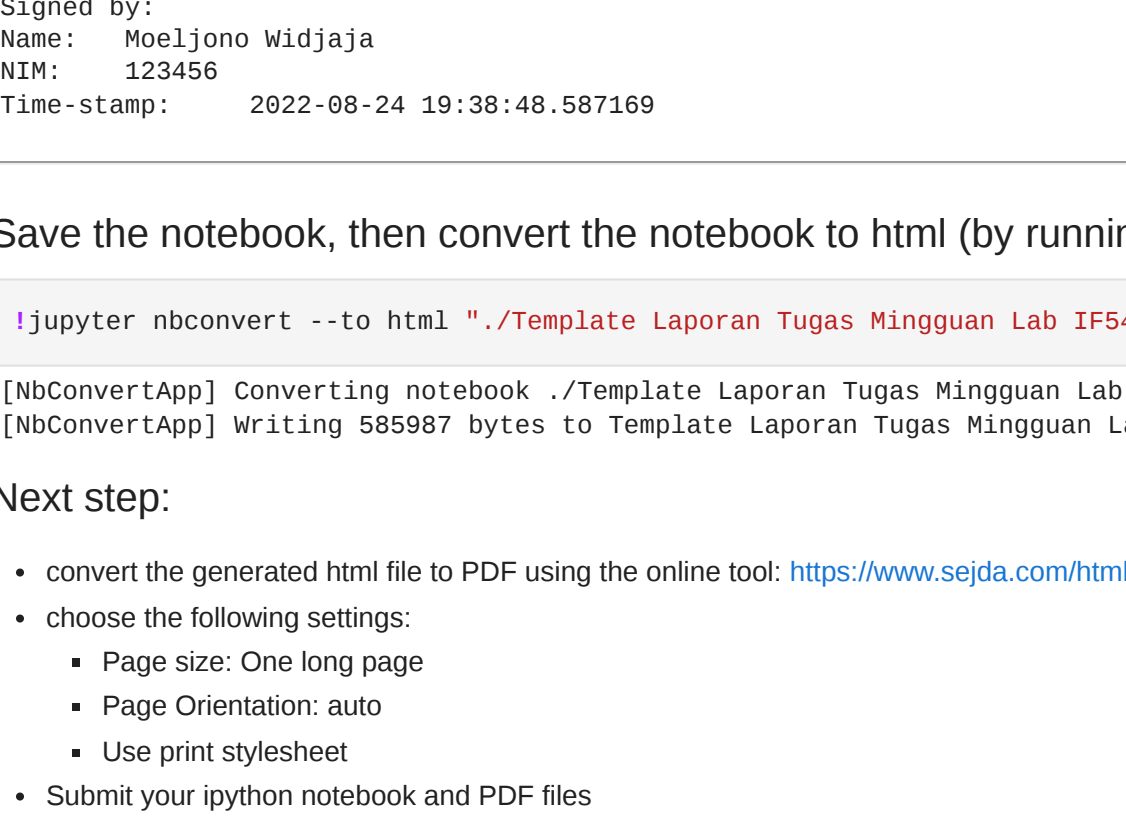 Signed by:
Name: Moeljono Widjaja
NIM: 123456
Time-stamp: 2022-08-24 19:38:48.587169
Save the notebook, then convert the notebook to html (by
!jupyter nbconvert --to html "./Template Laporan Tugas Mingguan Lab
[NbConvertApp] Converting notebook ./Template Laporan Tugas Mingguan Lab
[NbConvertApp] Writing 585987 bytes to Template Laporan Tugas Mingguan
Next step:
• convert the generated html file to PDF using the online tool: https://www.sejda.com/html
• choose the following settings:
▪ Page size: One long page
▪ Page Orientation: auto
▪ Use print stylesheet
• Submit your ipython notebook and PDF files